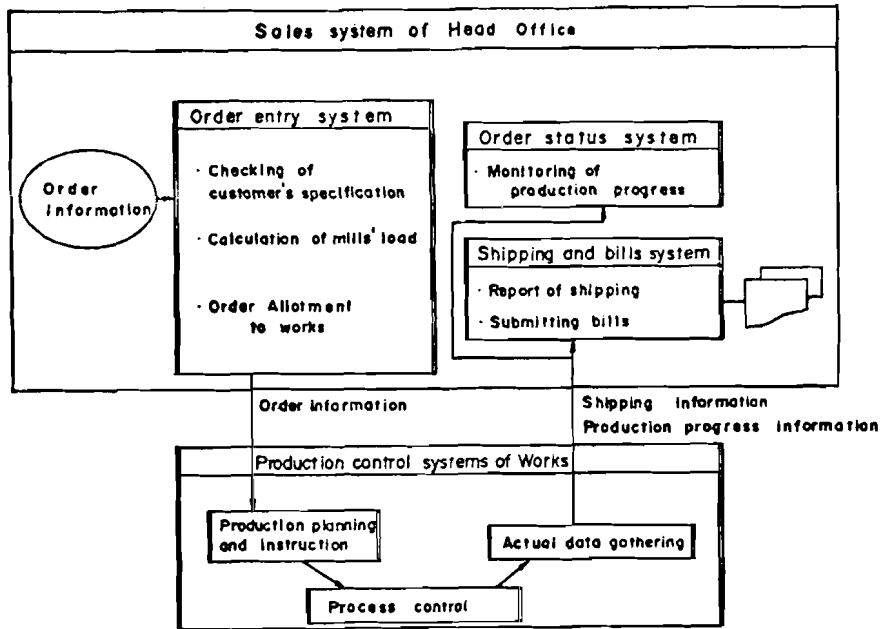 Sales system of Head Office
Order entry system
· Checking of
customer's specification
· Calculation of mills' load
· Order Allotment
to works
Order
Information
Order status system
· Monitoring of
production progress
Shipping and bills system
· Report of shipping
· Submitting bills
Order information
Shipping information
Production progress information
Production control systems of Works
Production planning
and instruction
Actual data gathering
Process control